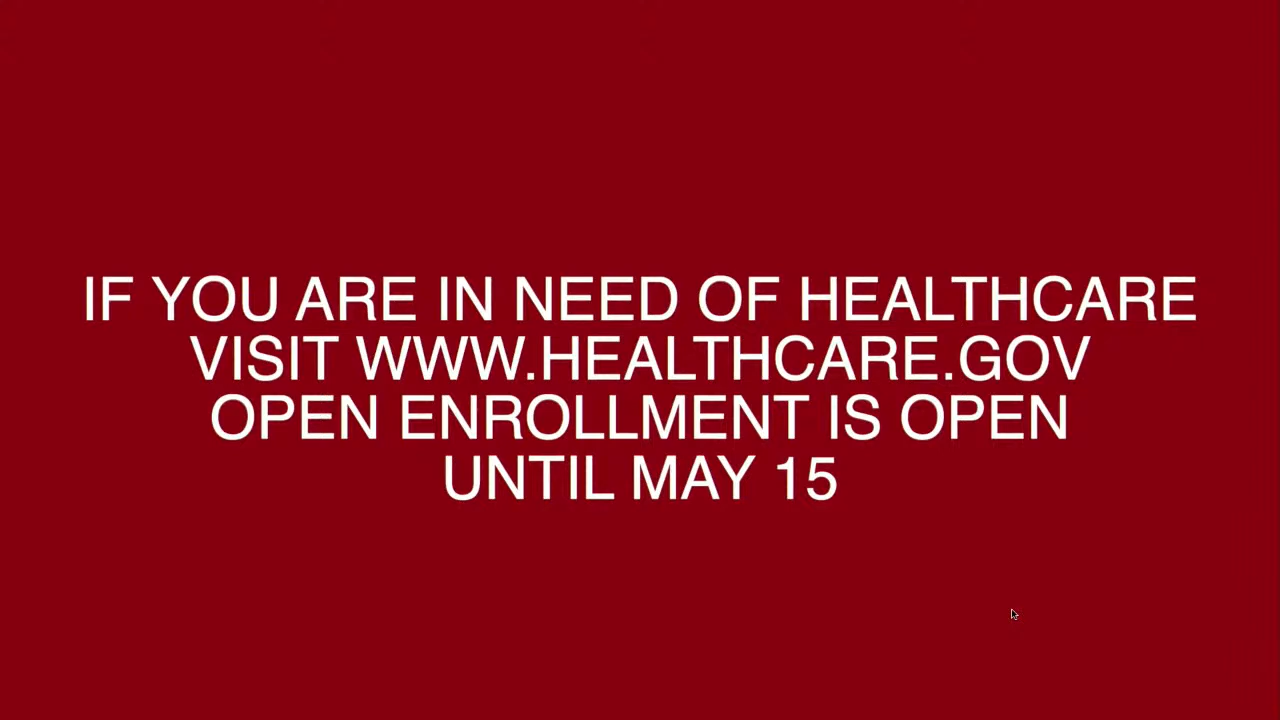 IF YOU ARE IN NEED OF HEALTHCARE
VISIT WWW.HEALTHCARE.GOV
OPEN ENROLLMENT IS OPEN
UNTIL MAY 15